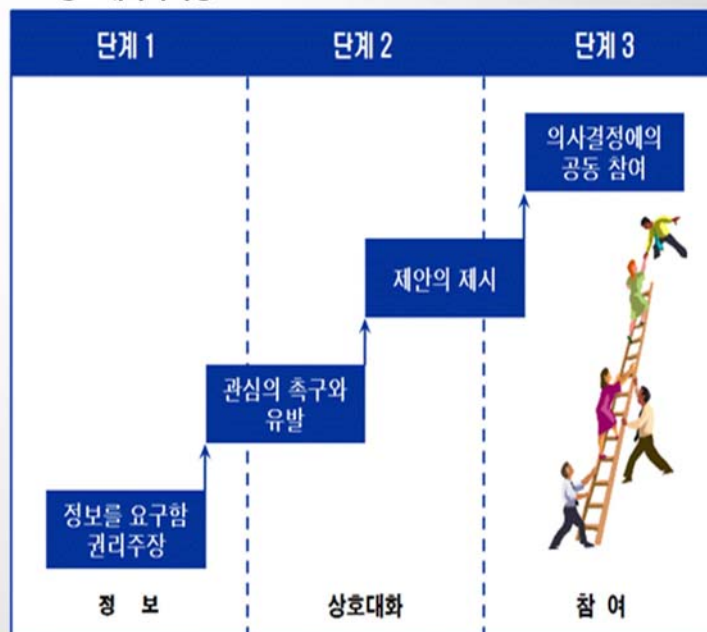 단계 1
단계 2
단계 3
의사결정에의
공동 참여
제안의 제시
관심의 촉구와
유발
정보를 요구함
권리주장
정 보
상호대화
참 여